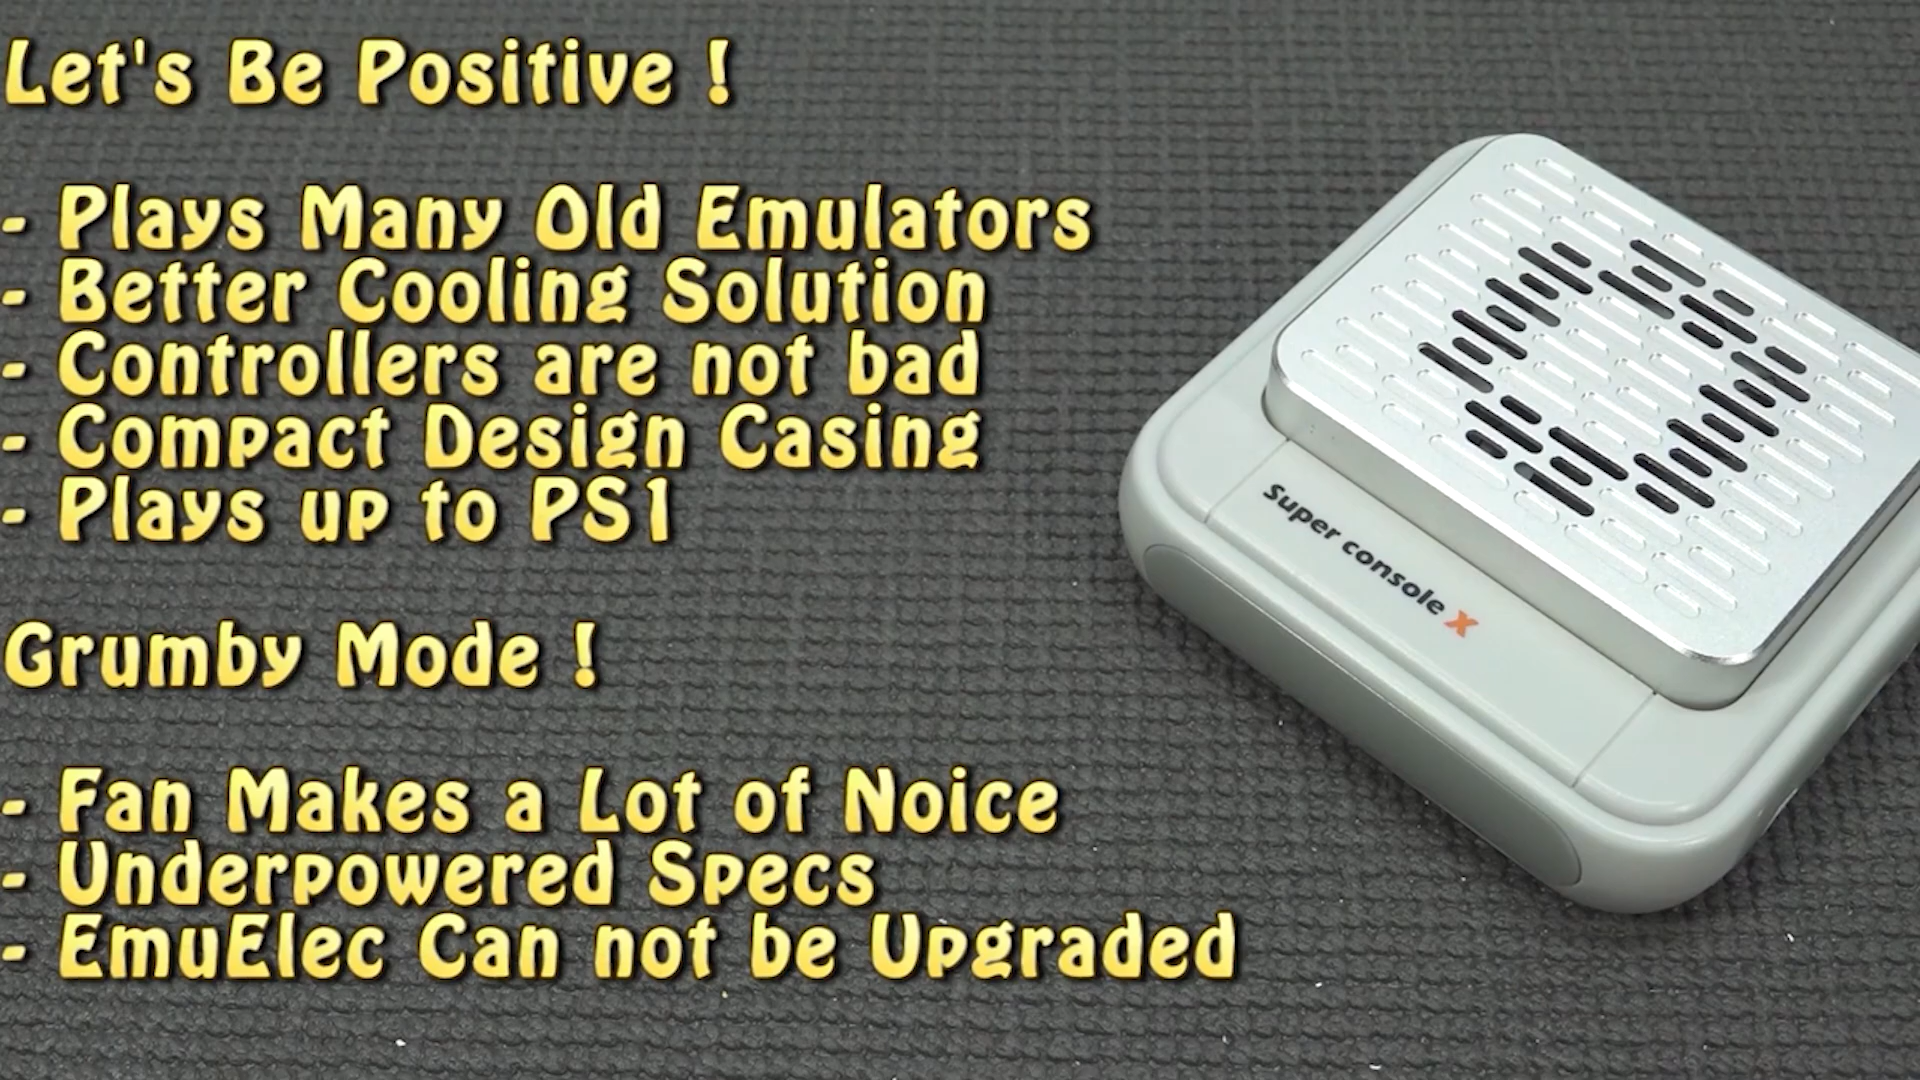 Let's Be Positive !
- Plays Many Old Emulators
- Better Cooling Solution
- Controllers are not bad
- Compact Design Casing
- Plays up to PS1
Grumby Mode !
- Fan Makes a Lot of Noice
- Underpowered Specs
- EmuElec Can not be Upgraded
Super console X